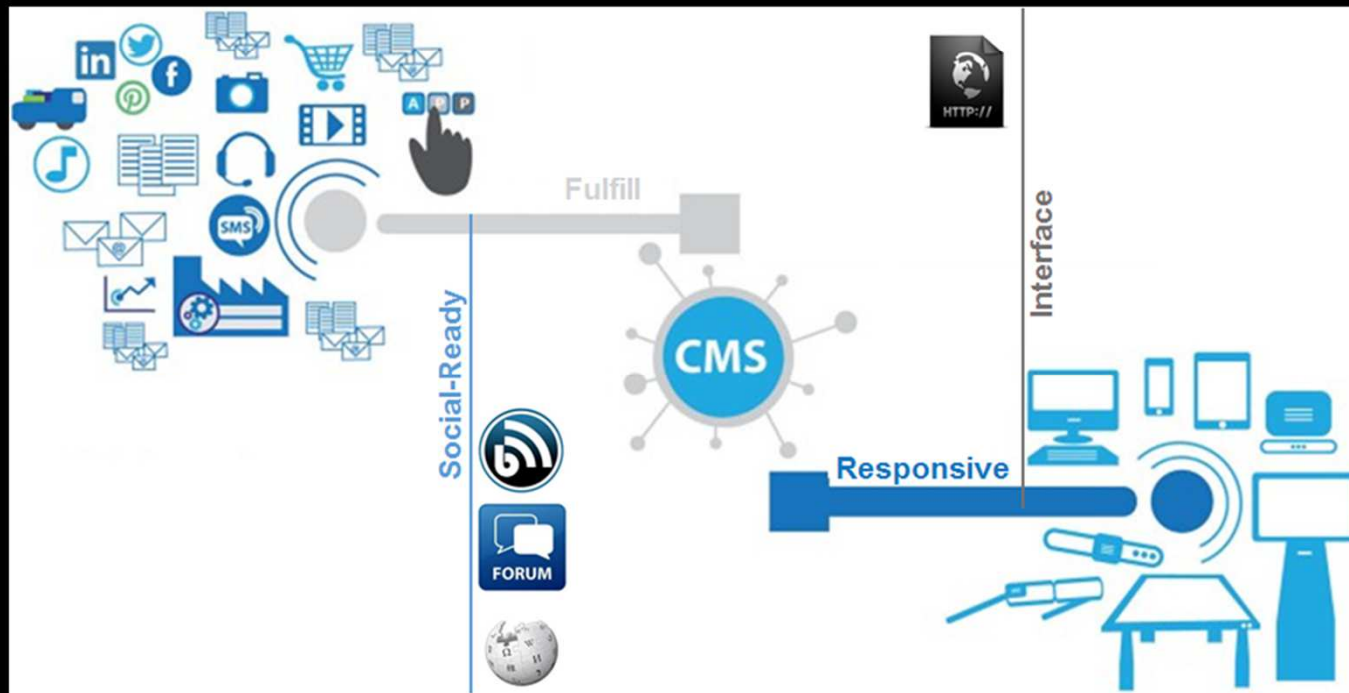 in
f
A P P
HTTP://
Fulfill
SMS
@
Interface
Social-Ready
CMS
b
Responsive
FORUM
Ω W
И